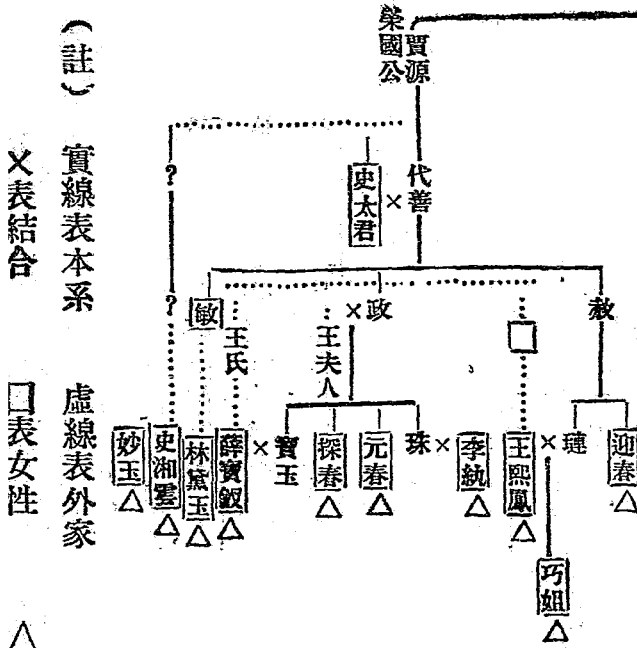 榮國公
賈源
代善
×
史太君
?
?
赦
政
×
王夫人
王氏
敏
迎春
璉
×
王熙鳳
李紈
×
珠
元春
探春
寶玉
×
薛寶釵
林黛玉
史湘雲
妙玉
巧姐
(註) 實線表本系 虛線表外家
×表結合 囗表女性 △